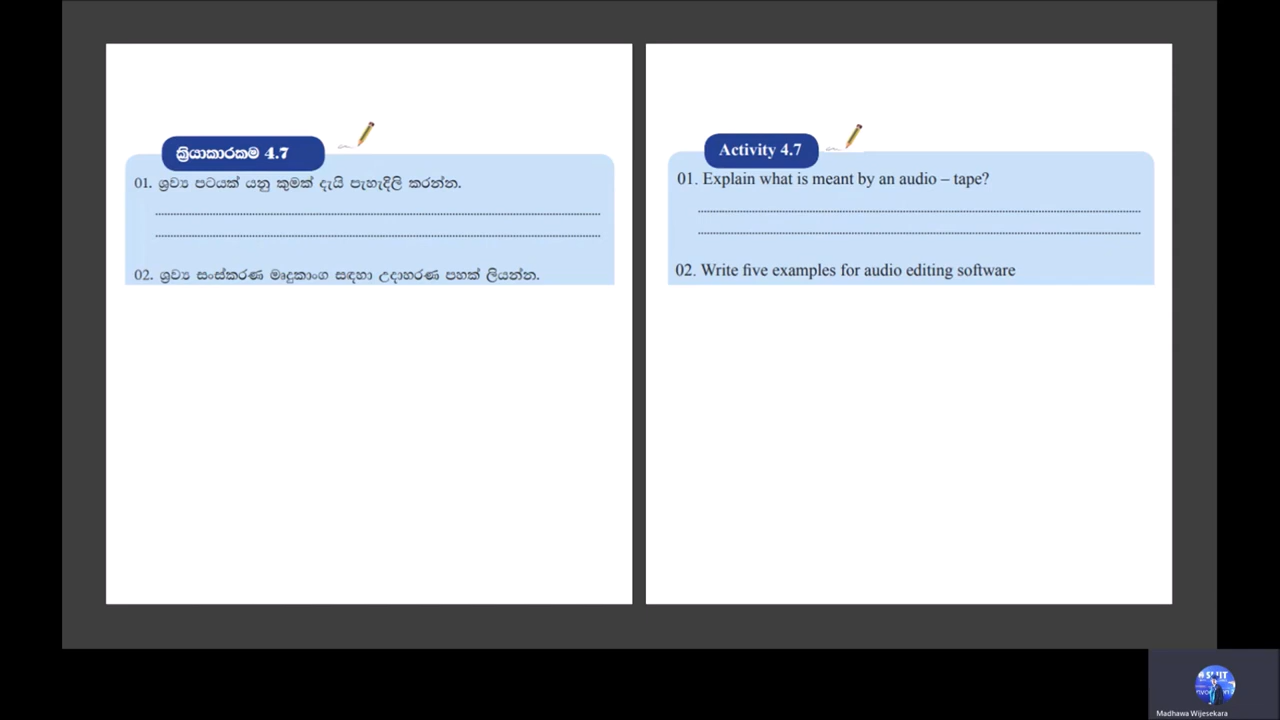 ක්‍රියාකාරකම 4.7
01. ශ්‍රව්‍ය පටයක් යනු කුමක් දැයි පැහැදිලි කරන්න.
02. ශ්‍රව්‍ය සංස්කරණ මෘදුකාංග සඳහා උදාහරණ පහක් ලියන්න.
Activity 4.7
01. Explain what is meant by an audio – tape?
02. Write five examples for audio editing software
Madhawa Wijesekara